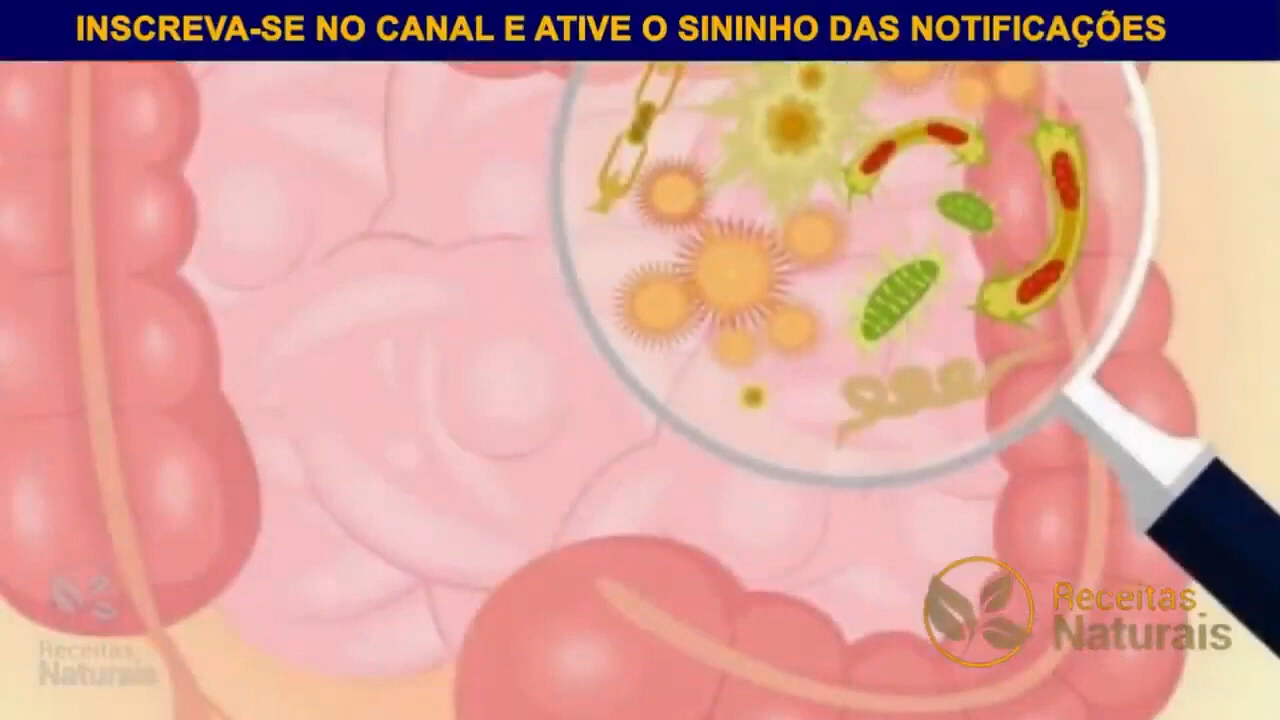 INSCREVA-SE NO CANAL E ATIVE O SININHO DAS NOTIFICAÇÕES
Receitas
Naturais
Receitas
Naturais